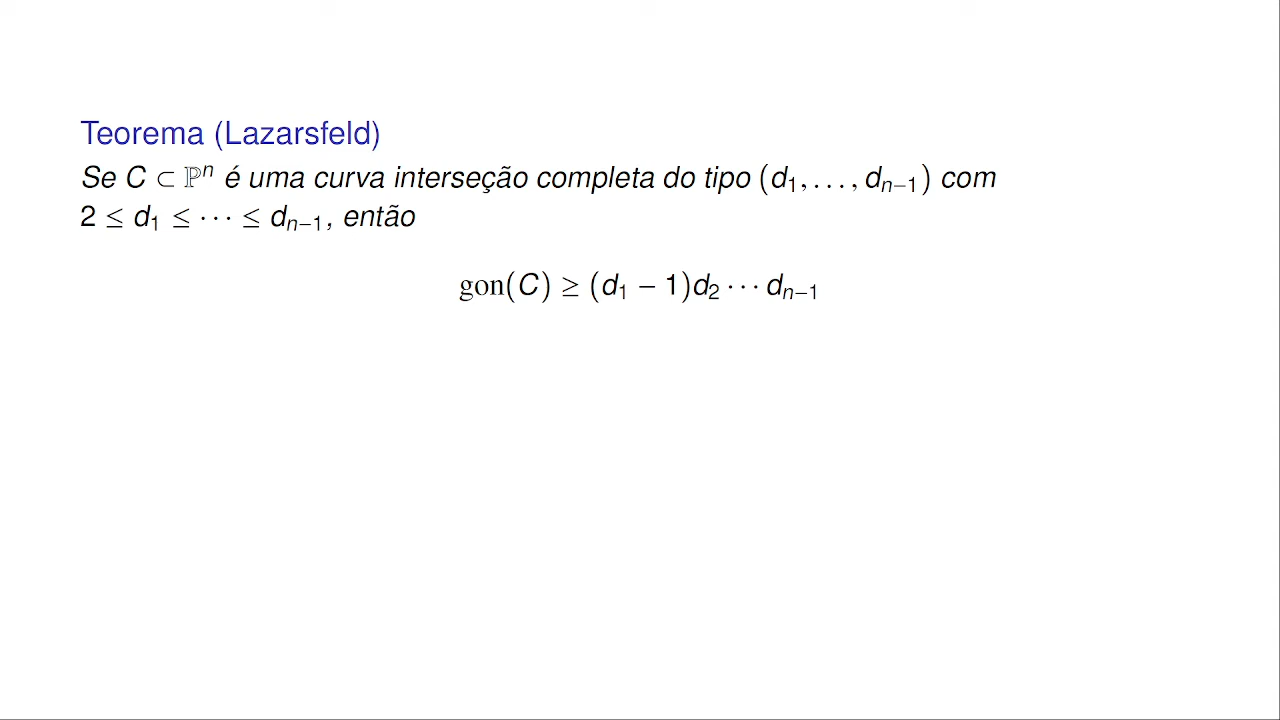 Teorema (Lazarsfeld)
Se C ⊂ ℙⁿ é uma curva interseção completa do tipo (d₁, . . . , dₙ₋₁) com
2 ≤ d₁ ≤ · · · ≤ dₙ₋₁, então
gon(C) ≥ (d₁ − 1)d₂ · · · dₙ₋₁